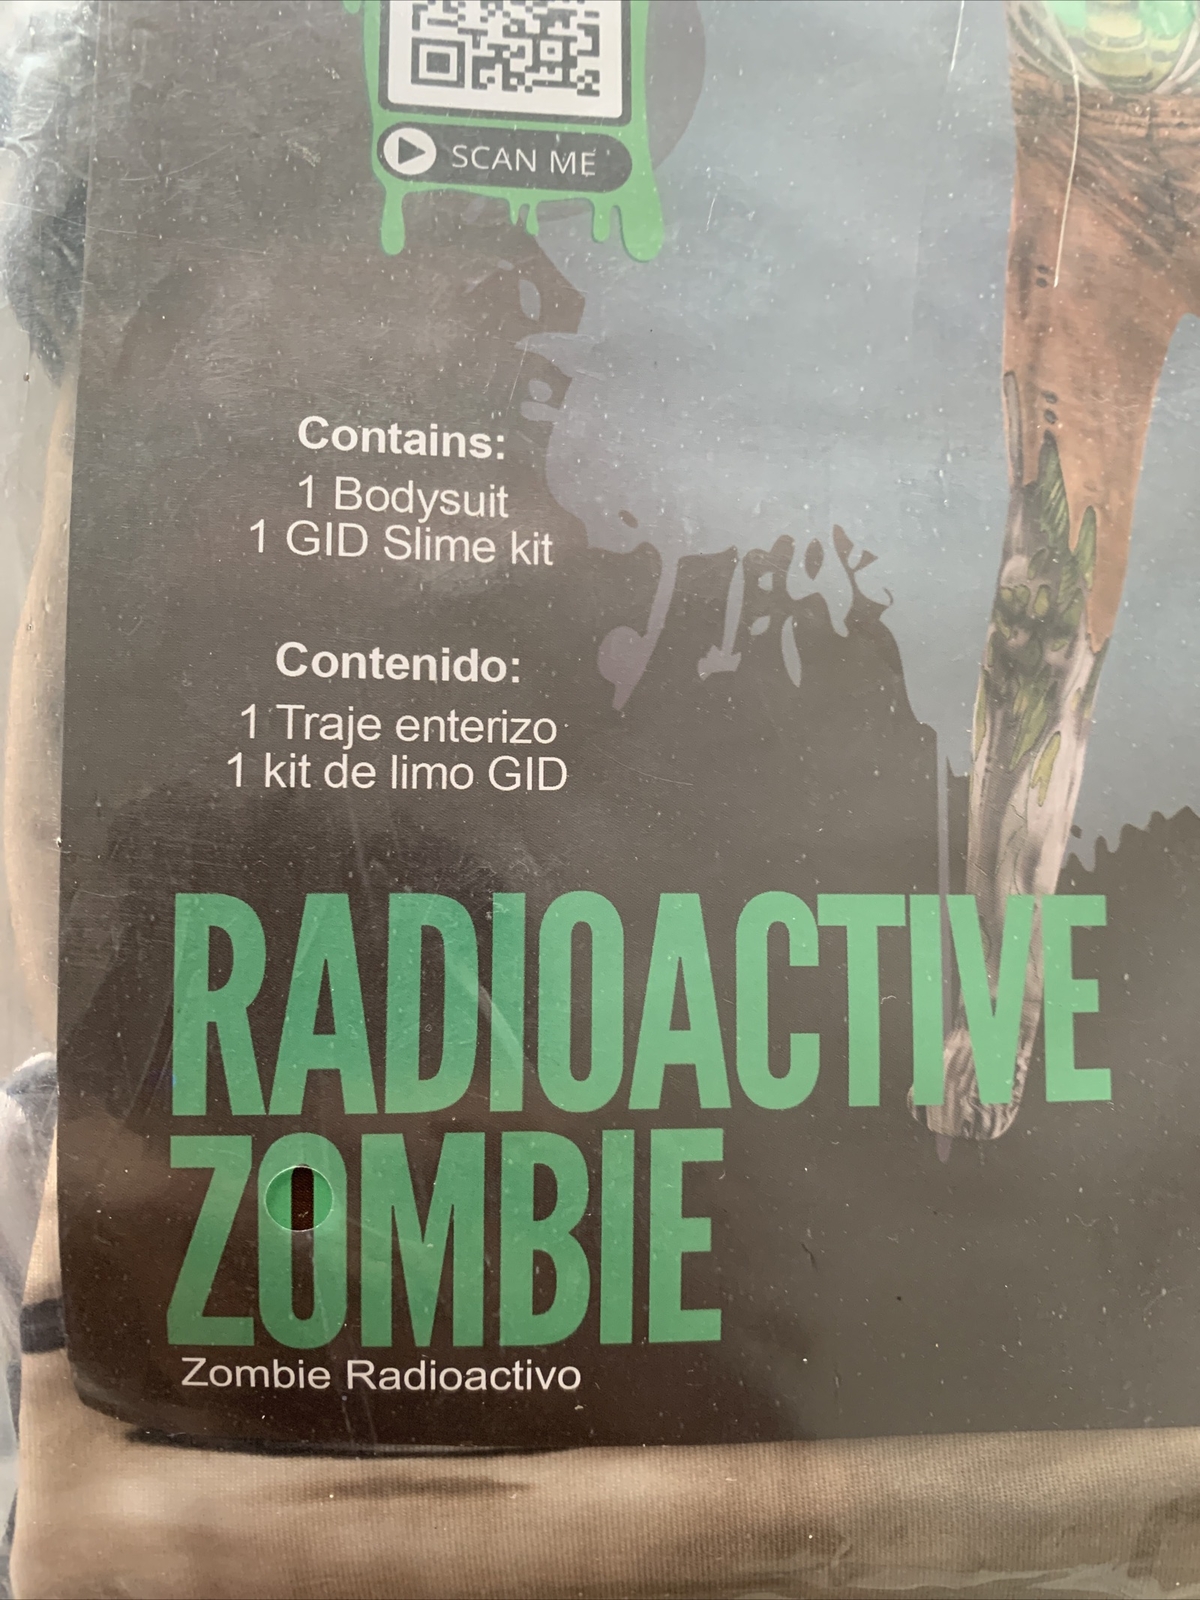 SCAN ME
Contains:
1 Bodysuit
1 GID Slime kit
Contenido:
1 Traje enterizo
1 kit de limo GID
RADIOACTIVE
ZOMBIE
Zombie Radioactivo